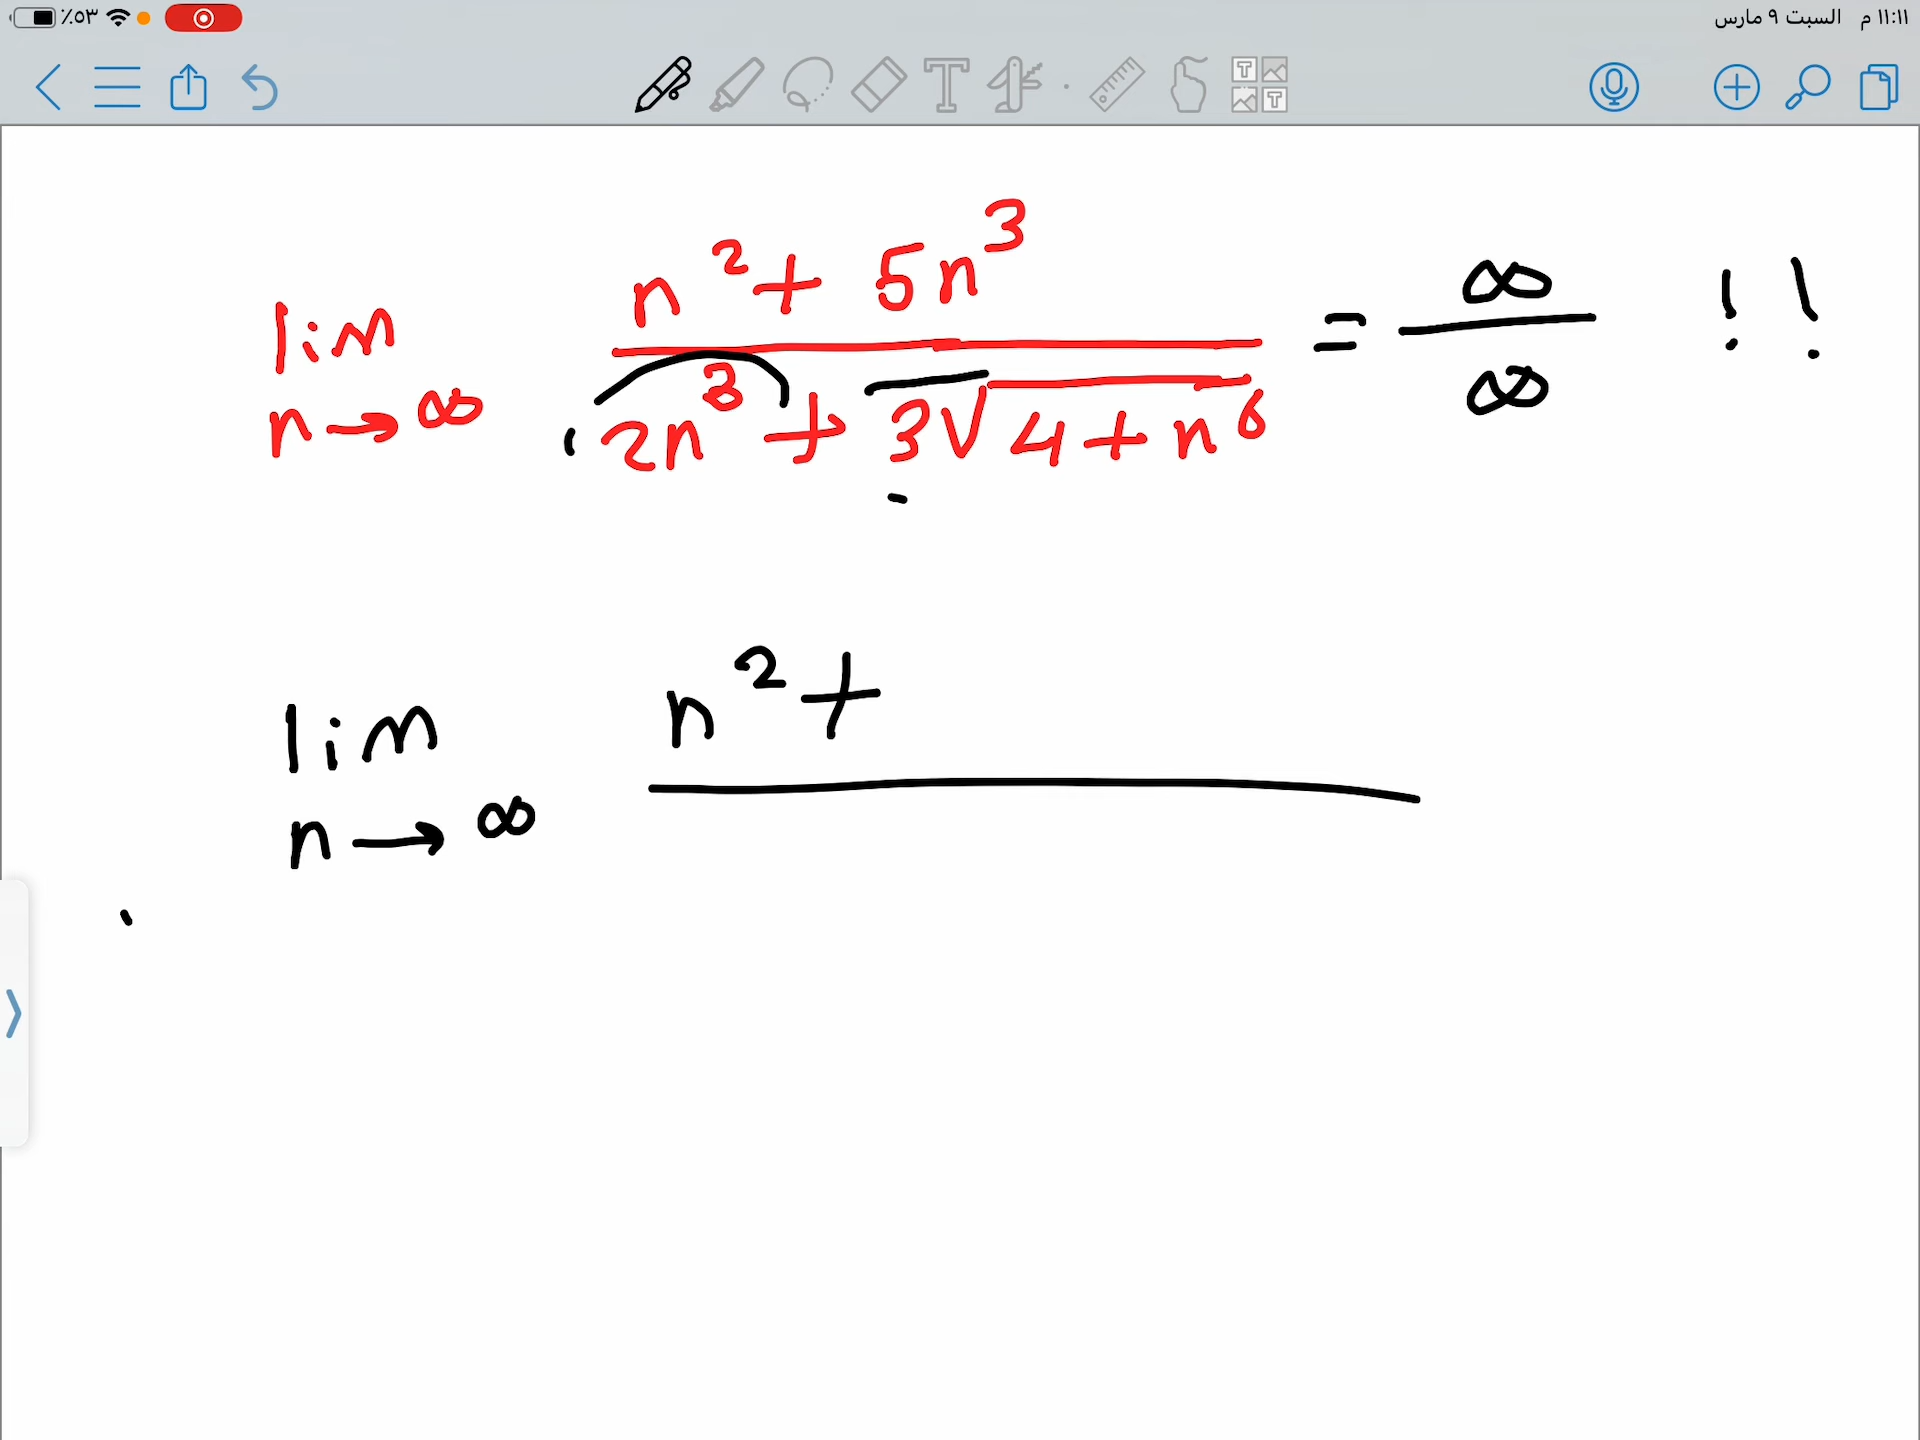 ٪٥٣ السبت ٩ مارس ١١:١١ م
lim n→∞ (n² + 5n³) / (2n³ + 3√(4 + n⁶)) = ∞/∞ !!
lim n→∞ n² +